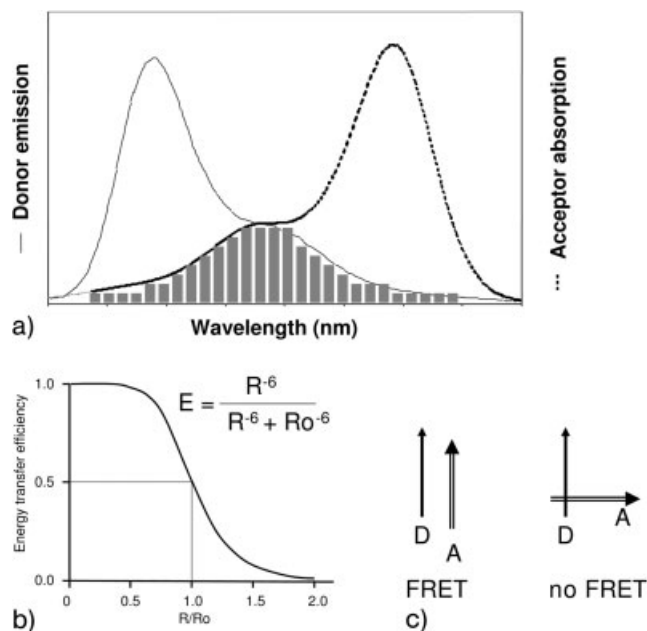 — Donor emission
--- Acceptor absorption
Wavelength (nm)
a)
E = R⁻⁶ / (R⁻⁶ + Ro⁻⁶)
Energy transfer efficiency
1.0
0.5
0.0
0 0.5 1.0 1.5 2.0
R/Ro
b)
D A
D A
FRET no FRET
c)